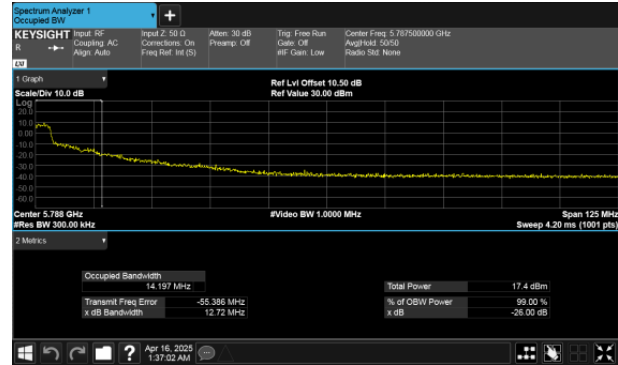 Spectrum Analyzer 1
Occupied BW
+
KEYSIGHT
R
Input: RF
Coupling: AC
Align: Auto
Input Z: 50 Ω
Corrections: On
Freq Ref: Int (S)
Atten: 30 dB
Preamp: Off
Trig: Free Run
Gate: Off
#IF Gain: Low
Center Freq: 5.787500000 GHz
Avg|Hold: 50/50
Radio Std: None
LXI
1 Graph
Scale/Div 10.0 dB
Ref Lvl Offset 10.50 dB
Ref Value 30.00 dBm
Log
20.0
10.0
0.00
-10.0
-20.0
-30.0
-40.0
-50.0
-60.0
Center 5.788 GHz
#Res BW 300.00 kHz
#Video BW 1.0000 MHz
Span 125 MHz
Sweep 4.20 ms (1001 pts)
2 Metrics
Occupied Bandwidth
14.197 MHz
Transmit Freq Error -55.386 MHz
x dB Bandwidth 12.72 MHz
Total Power 17.4 dBm
% of OBW Power 99.00 %
x dB -26.00 dB
?
Apr 16, 2025
1:37:02 AM